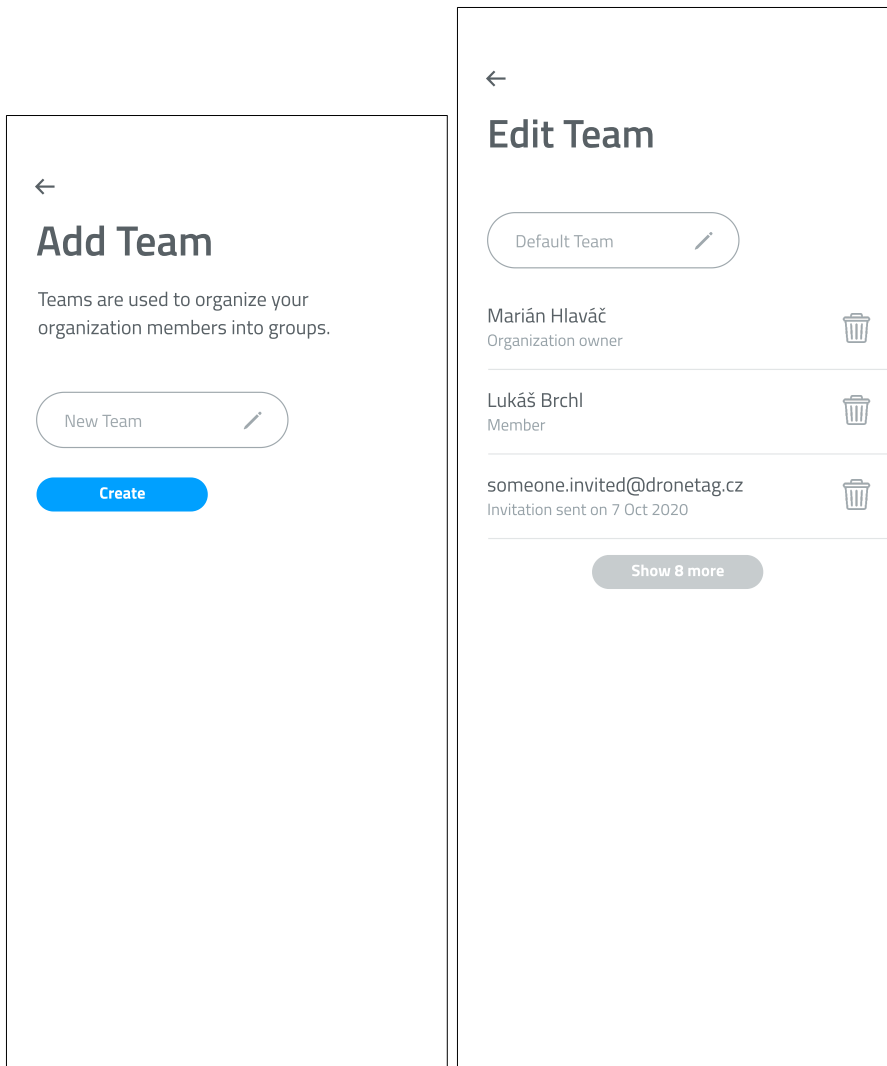 Add Team
Teams are used to organize your
organization members into groups.
New Team
Create
Edit Team
Default Team
Marián Hlaváč
Organization owner
Lukáš Brchl
Member
someone.invited@dronetag.cz
Invitation sent on 7 Oct 2020
Show 8 more